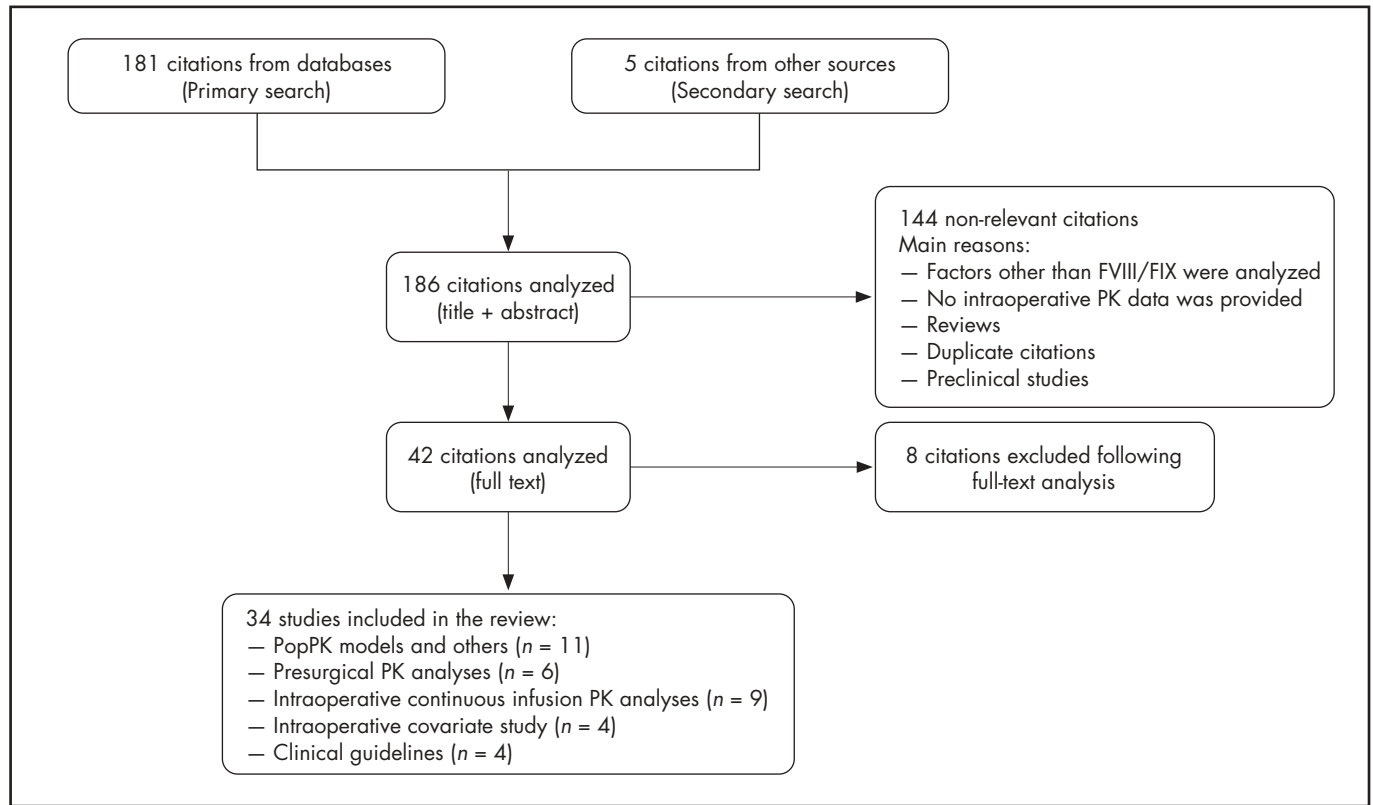 181 citations from databases
(Primary search)
5 citations from other sources
(Secondary search)
186 citations analyzed
(title + abstract)
144 non-relevant citations
Main reasons:
— Factors other than FVIII/FIX were analyzed
— No intraoperative PK data was provided
— Reviews
— Duplicate citations
— Preclinical studies
42 citations analyzed
(full text)
8 citations excluded following
full-text analysis
34 studies included in the review:
— PopPK models and others (n = 11)
— Presurgical PK analyses (n = 6)
— Intraoperative continuous infusion PK analyses (n = 9)
— Intraoperative covariate study (n = 4)
— Clinical guidelines (n = 4)